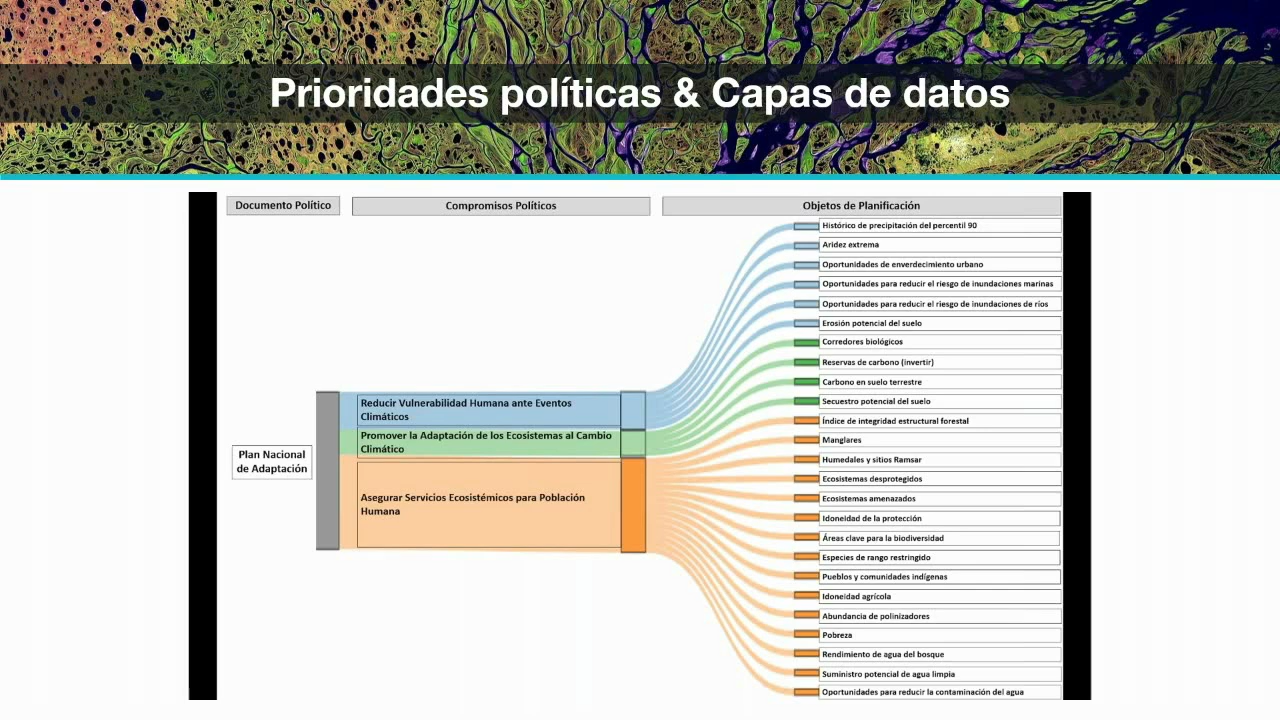 Prioridades políticas & Capas de datos
Documento Político
Compromisos Políticos
Objetos de Planificación
Plan Nacional
de Adaptación
Reducir Vulnerabilidad Humana ante Eventos
Climáticos
Promover la Adaptación de los Ecosistemas al Cambio
Climático
Asegurar Servicios Ecosistémicos para Población
Humana
Histórico de precipitación del percentil 90
Aridez extrema
Oportunidades de enverdecimiento urbano
Oportunidades para reducir el riesgo de inundaciones marinas
Oportunidades para reducir el riesgo de inundaciones de ríos
Erosión potencial del suelo
Corredores biológicos
Reservas de carbono (invertir)
Carbono en suelo terrestre
Secuestro potencial del suelo
Índice de integridad estructural forestal
Manglares
Humedales y sitios Ramsar
Ecosistemas desprotegidos
Ecosistemas amenazados
Idoneidad de la protección
Áreas clave para la biodiversidad
Especies de rango restringido
Pueblos y comunidades indígenas
Idoneidad agrícola
Abundancia de polinizadores
Pobreza
Rendimiento de agua del bosque
Suministro potencial de agua limpia
Oportunidades para reducir la contaminación del agua